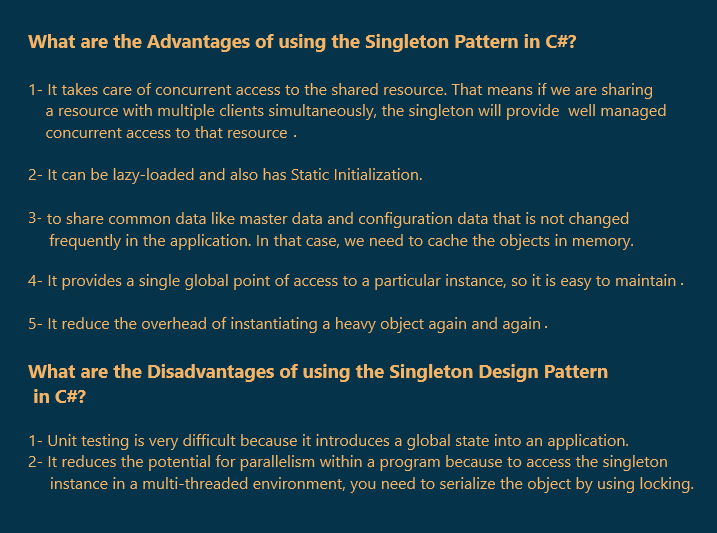 What are the Advantages of using the Singleton Pattern in C#?
1- It takes care of concurrent access to the shared resource. That means if we are sharing
a resource with multiple clients simultaneously, the singleton will provide  well managed
concurrent access to that resource .
2- It can be lazy-loaded and also has Static Initialization.
3- to share common data like master data and configuration data that is not changed
frequently in the application. In that case, we need to cache the objects in memory.
4- It provides a single global point of access to a particular instance, so it is easy to maintain .
5- It reduce the overhead of instantiating a heavy object again and again .
What are the Disadvantages of using the Singleton Design Pattern
in C#?
1- Unit testing is very difficult because it introduces a global state into an application.
2- It reduces the potential for parallelism within a program because to access the singleton
instance in a multi-threaded environment, you need to serialize the object by using locking.